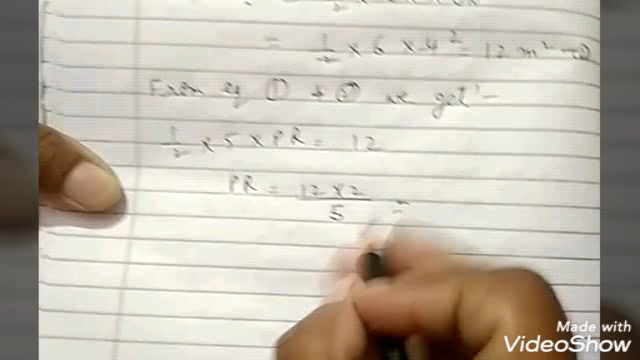 = 1/2 × 6 × 4² = 12 m² — ②
From eq ① & ② we get :-
1/2 × 5 × PR = 12
PR = 12 × 2 / 5 =
Made with
VideoShow